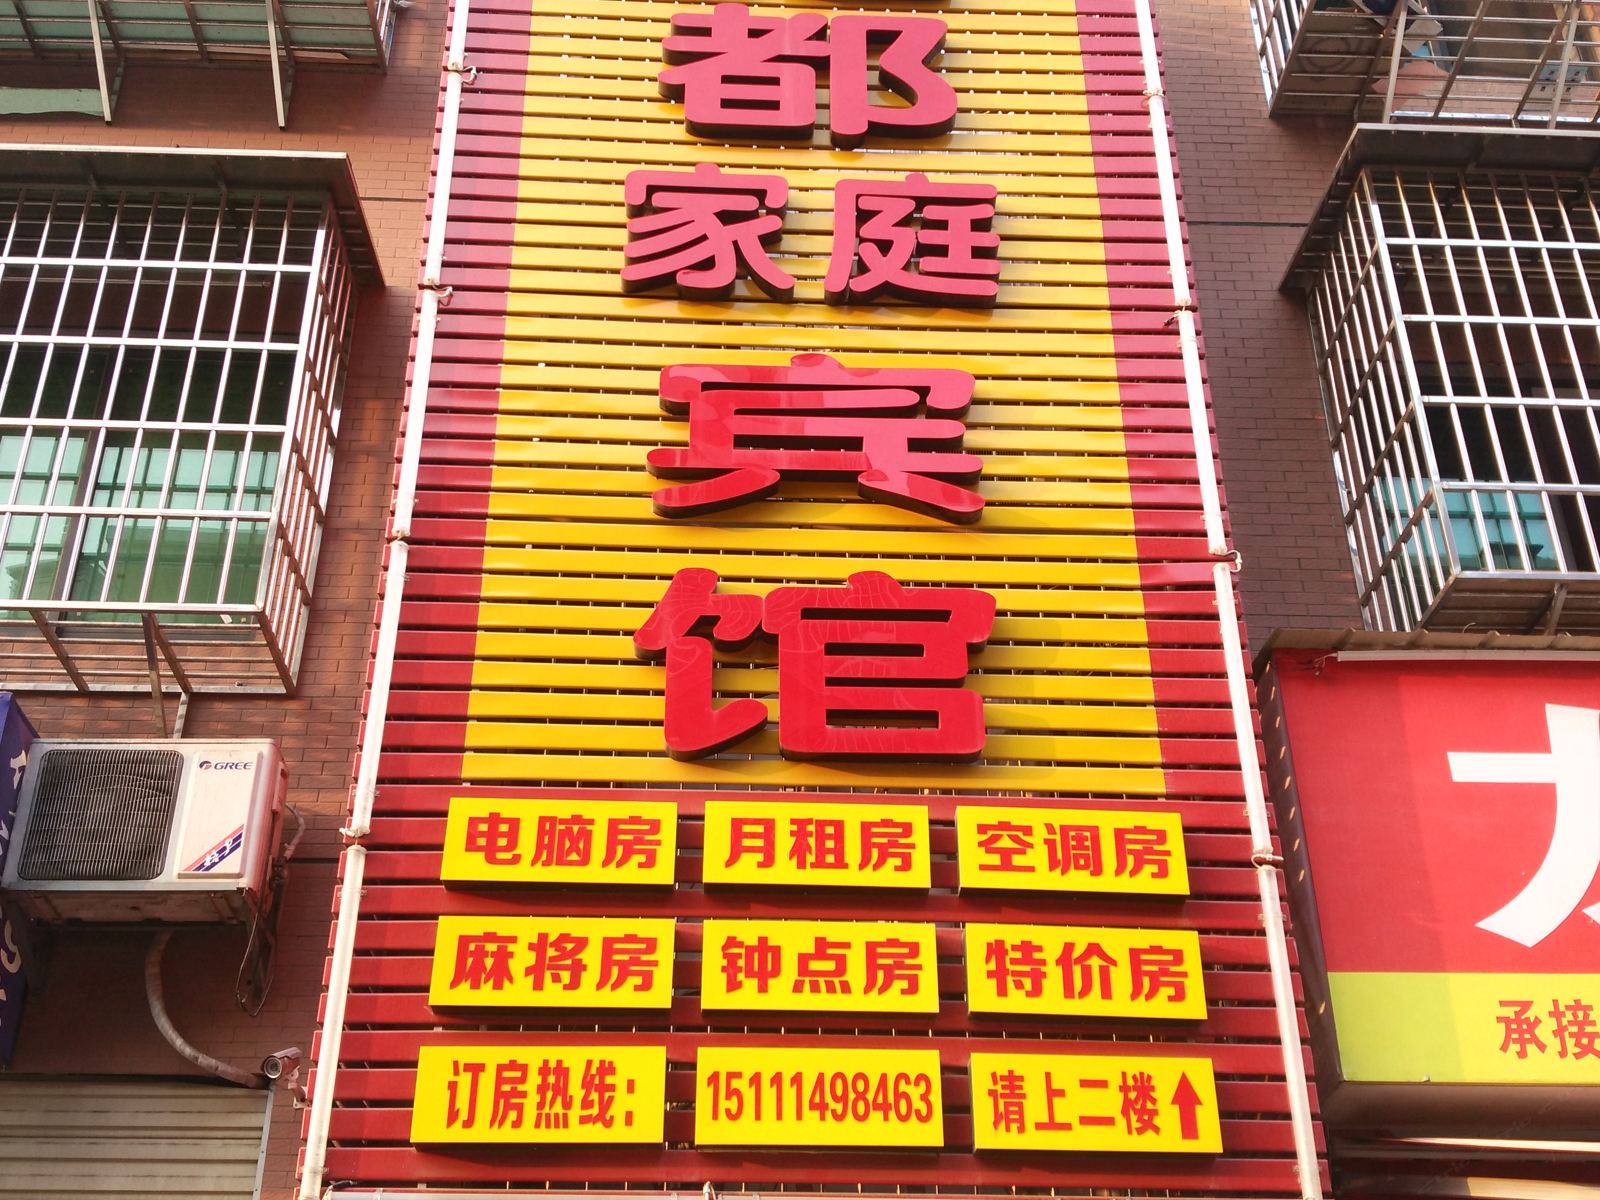 都
家庭
宾
馆
电脑房 月租房 空调房
麻将房 钟点房 特价房
订房热线: 15111498463 请上二楼↑
GREE
承接